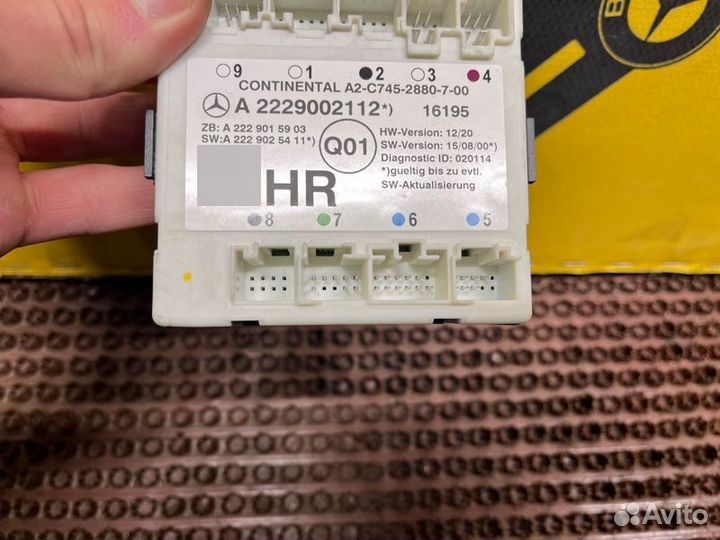 9 1 2 3 4
CONTINENTAL A2-C745-2880-7-00
A 2229002112*) 16195
ZB: A 222 901 59 03
SW:A 222 902 54 11*)
Q01
HW-Version: 12/20
SW-Version: 15/08/00*)
Diagnostic ID: 020114
*)gueltig bis zu evtl.
SW-Aktualisierung
HR
8 7 6 5
Avito